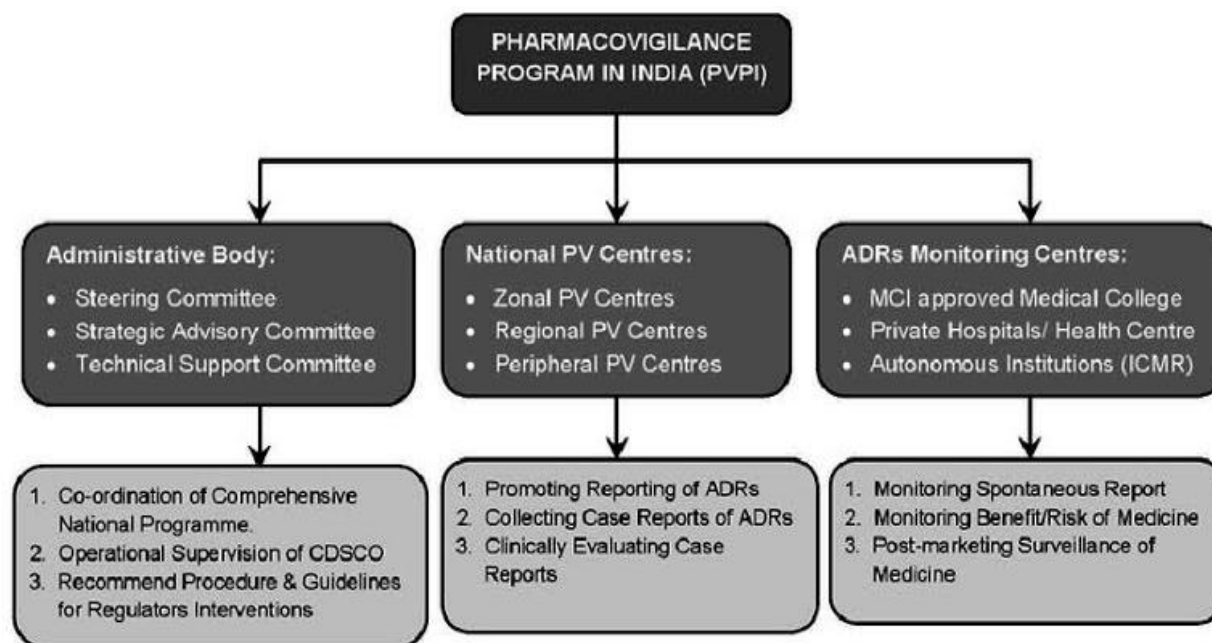 PHARMACOVIGILANCE
PROGRAM IN INDIA (PVPI)
Administrative Body:
• Steering Committee
• Strategic Advisory Committee
• Technical Support Committee
National PV Centres:
• Zonal PV Centres
• Regional PV Centres
• Peripheral PV Centres
ADRs Monitoring Centres:
• MCI approved Medical College
• Private Hospitals/ Health Centre
• Autonomous Institutions (ICMR)
1. Co-ordination of Comprehensive
National Programme.
2. Operational Supervision of CDSCO
3. Recommend Procedure & Guidelines
for Regulators Interventions
1. Promoting Reporting of ADRs
2. Collecting Case Reports of ADRs
3. Clinically Evaluating Case
Reports
1. Monitoring Spontaneous Report
2. Monitoring Benefit/Risk of Medicine
3. Post-marketing Surveillance of
Medicine